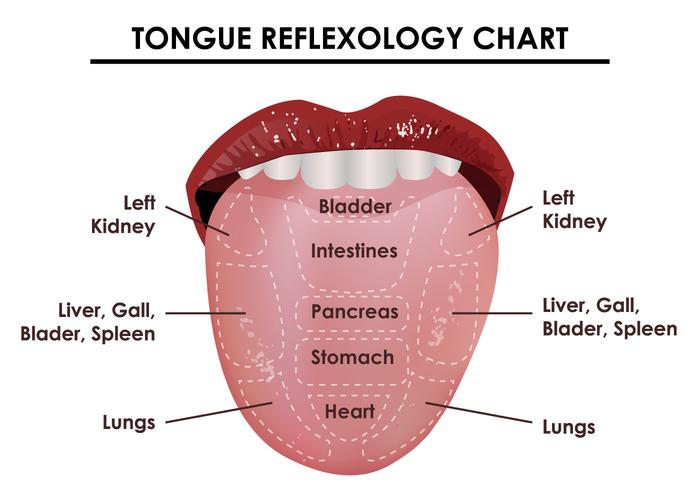 TONGUE REFLEXOLOGY CHART
Left
Kidney
Left
Kidney
Bladder
Intestines
Liver, Gall,
Blader, Spleen
Pancreas
Liver, Gall,
Blader, Spleen
Stomach
Heart
Lungs
Lungs